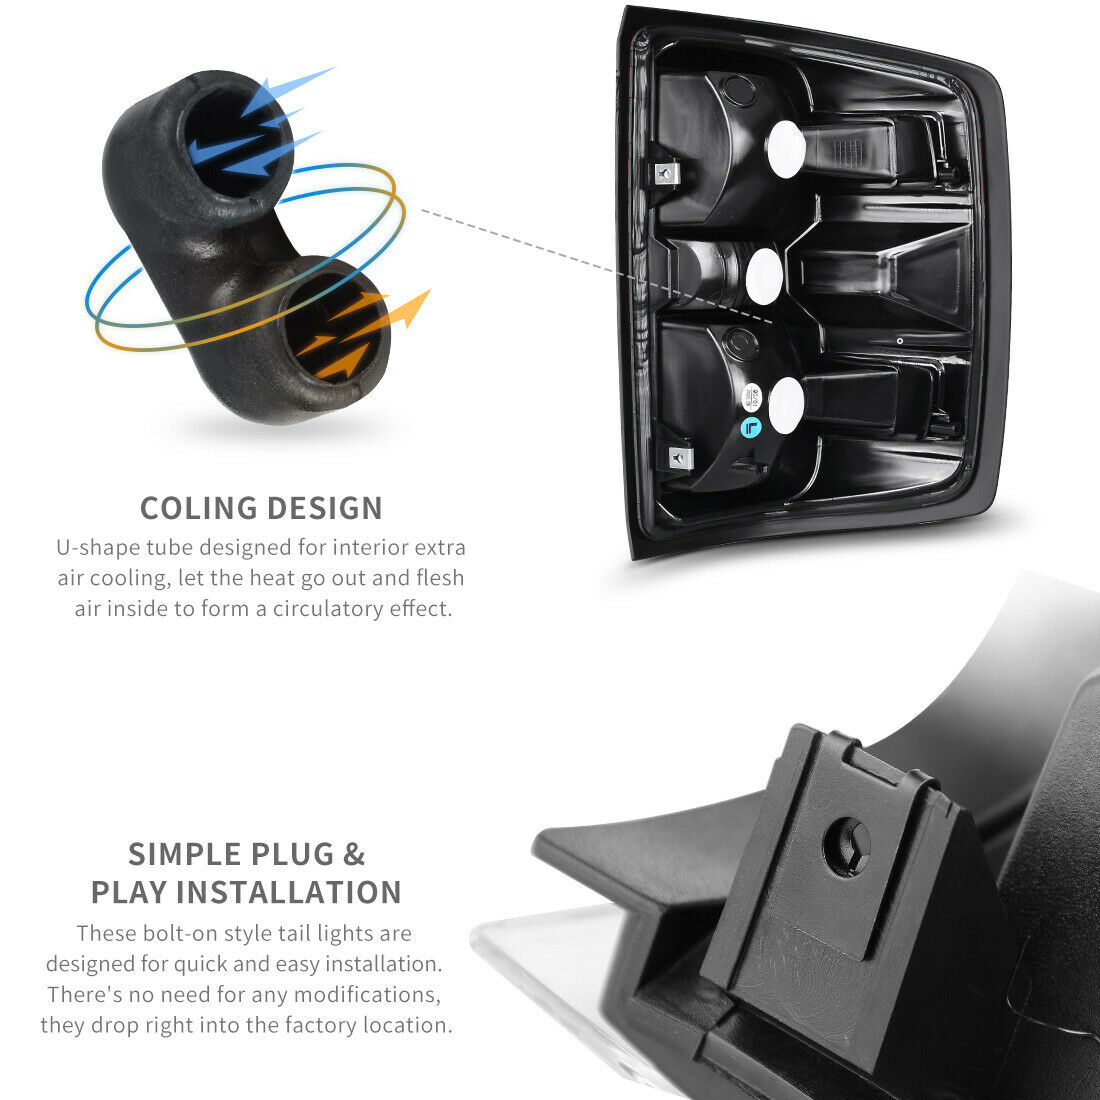 COLING DESIGN
U-shape tube designed for interior extra
air cooling, let the heat go out and flesh
air inside to form a circulatory effect.
SIMPLE PLUG &
PLAY INSTALLATION
These bolt-on style tail lights are
designed for quick and easy installation.
There's no need for any modifications,
they drop right into the factory location.